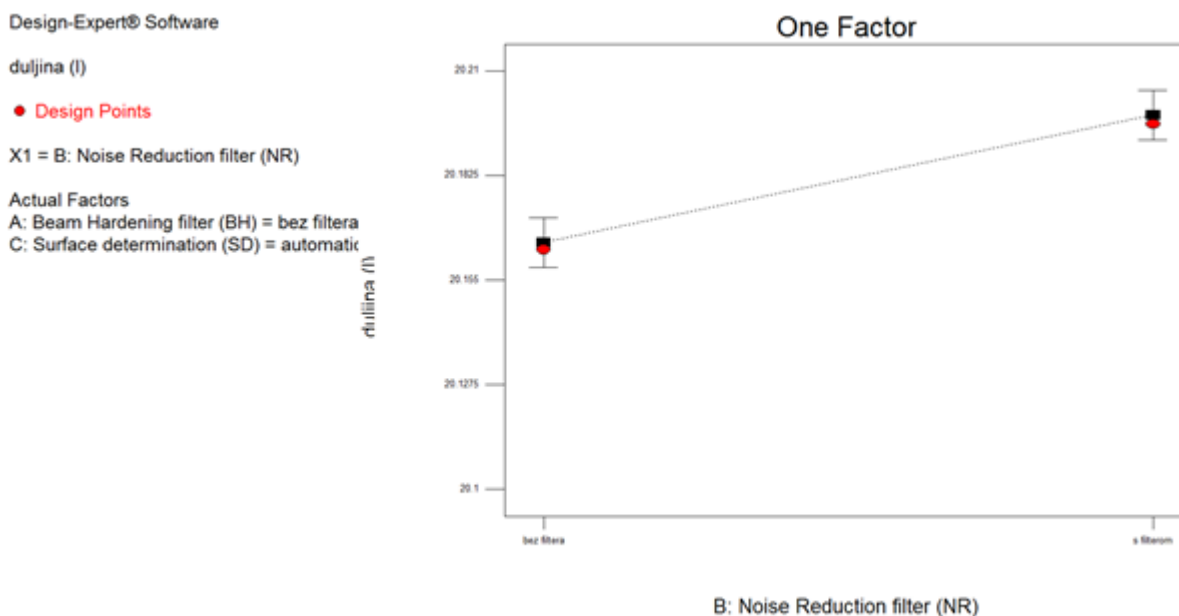 Design-Expert® Software
duljina (l)
Design Points
X1 = B: Noise Reduction filter (NR)
Actual Factors
A: Beam Hardening filter (BH) = bez filtera
C: Surface determination (SD) = automatic
One Factor
duljina (l)
20.21
20.1825
20.155
20.1275
20.1
bez filtera
s filterom
B: Noise Reduction filter (NR)